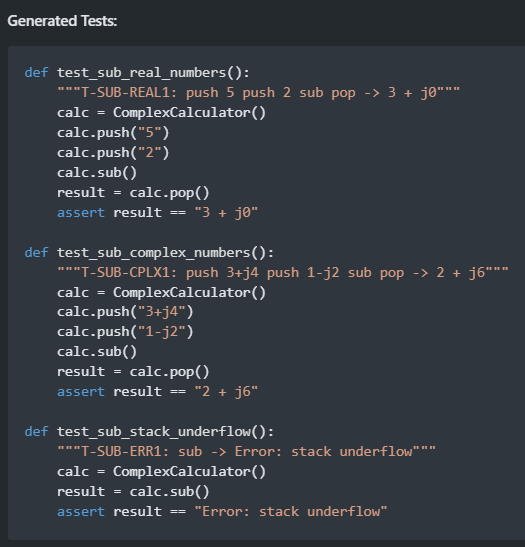 Generated Tests:
def test_sub_real_numbers():
    """T-SUB-REAL1: push 5 push 2 sub pop -> 3 + j0"""
    calc = ComplexCalculator()
    calc.push("5")
    calc.push("2")
    calc.sub()
    result = calc.pop()
    assert result == "3 + j0"
def test_sub_complex_numbers():
    """T-SUB-CPLX1: push 3+j4 push 1-j2 sub pop -> 2 + j6"""
    calc = ComplexCalculator()
    calc.push("3+j4")
    calc.push("1-j2")
    calc.sub()
    result = calc.pop()
    assert result == "2 + j6"
def test_sub_stack_underflow():
    """T-SUB-ERR1: sub -> Error: stack underflow"""
    calc = ComplexCalculator()
    result = calc.sub()
    assert result == "Error: stack underflow"